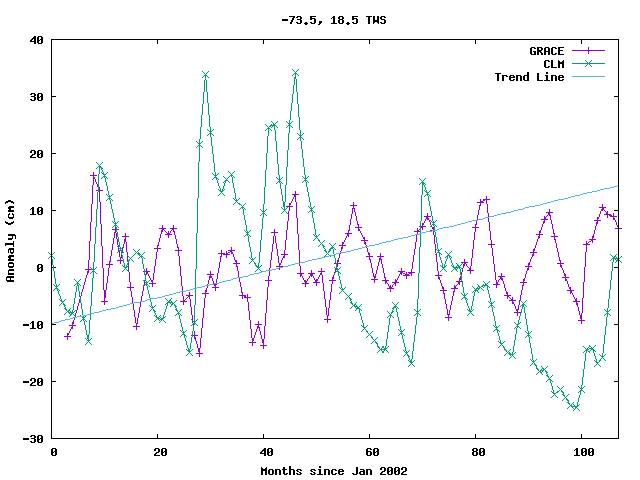 -73.5, 18.5 TWS
GRACE
CLM
Trend Line
40
30
20
10
0
-10
-20
-30
Anomaly (cm)
0 20 40 60 80 100
Months since Jan 2002